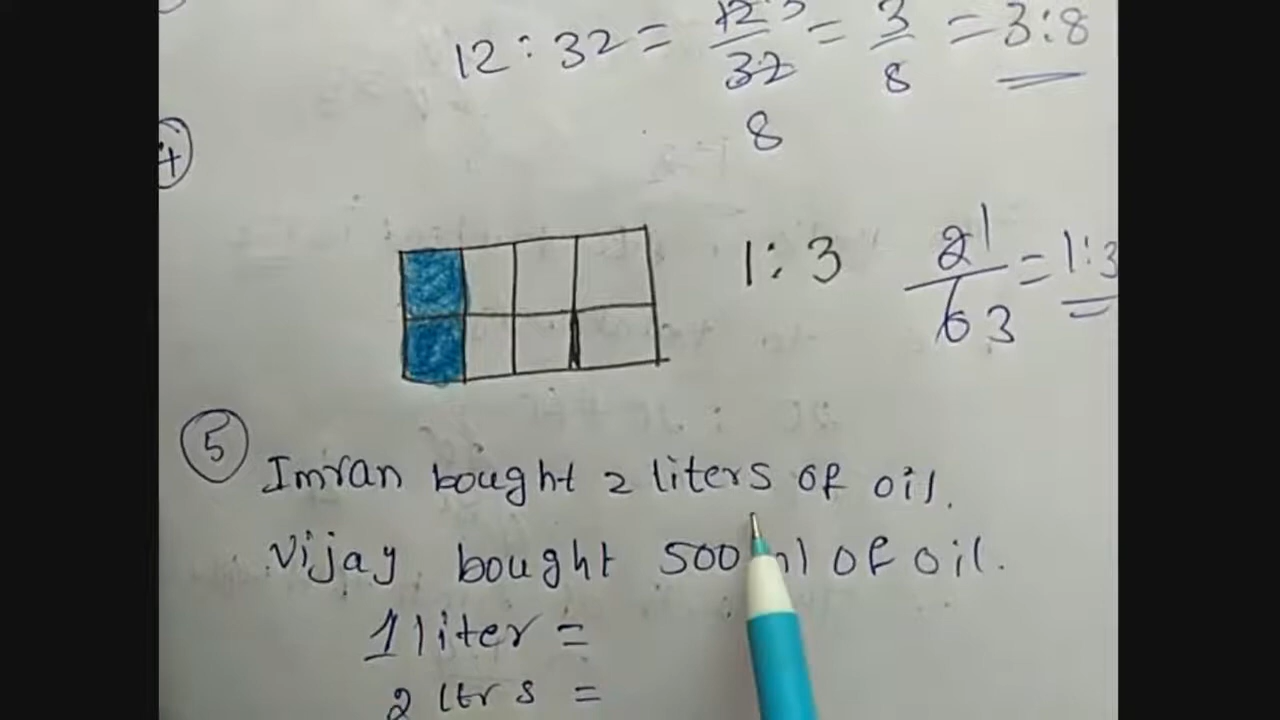 12 : 32 = 12 3 / 32 8 = 3 / 8 = 3:8
4
1 : 3 2 1 / 6 3 = 1:3
5 Imran bought 2 liters of oil.
Vijay bought 500 ml of oil.
1 liter =
2 ltrs =